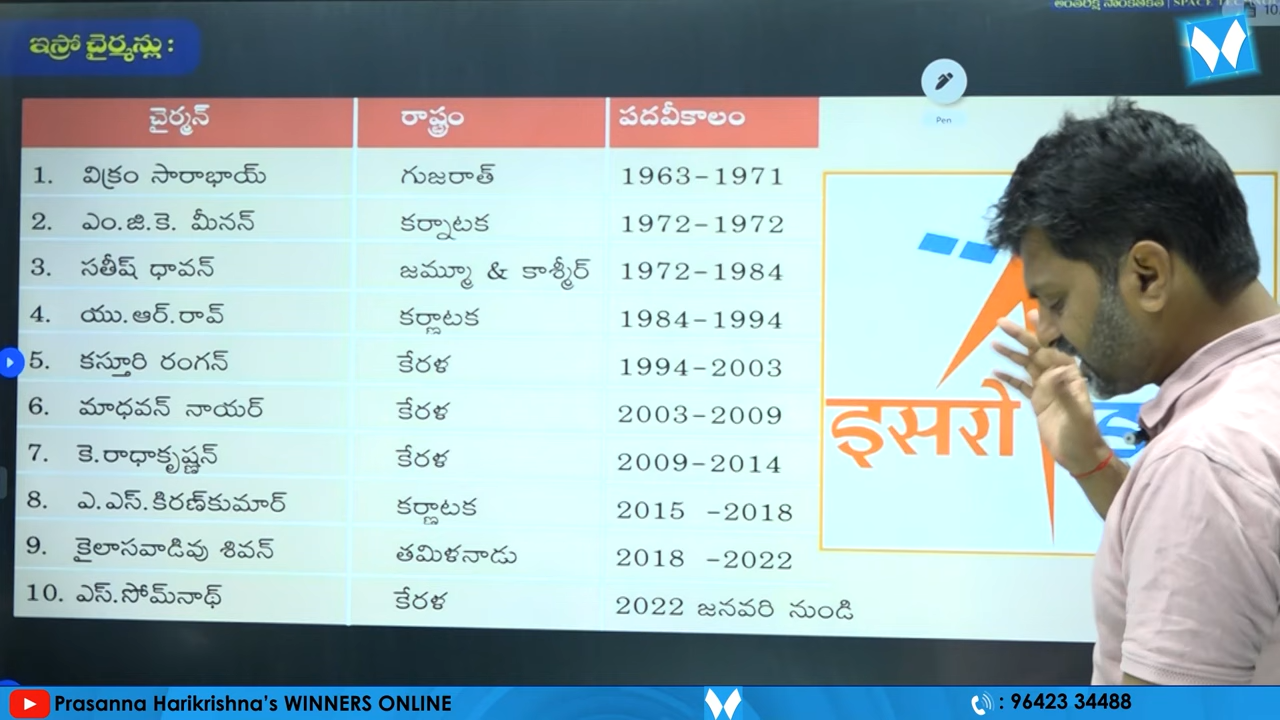 అంతరిక్ష సాంకేతికత | SPACE
ఇస్రో చైర్మన్లు :
Pen
చైర్మన్ రాష్ట్రం పదవీకాలం
1. విక్రం సారాభాయ్ గుజరాత్ 1963-1971
2. ఎం.జి.కె. మీనన్ కర్నాటక 1972-1972
3. సతీష్ ధావన్ జమ్మూ & కాశ్మీర్ 1972-1984
4. యు.ఆర్.రావ్ కర్ణాటక 1984-1994
5. కస్తూరి రంగన్ కేరళ 1994-2003
6. మాధవన్ నాయర్ కేరళ 2003-2009
7. కె.రాధాకృష్ణన్ కేరళ 2009-2014
8. ఎ.ఎస్.కిరణ్‌కుమార్ కర్ణాటక 2015 -2018
9. కైలాసవాడివు శివన్ తమిళనాడు 2018 -2022
10. ఎస్.సోమ్‌నాథ్ కేరళ 2022 జనవరి నుండి
इसरो
Prasanna Harikrishna's WINNERS ONLINE
: 96423 34488